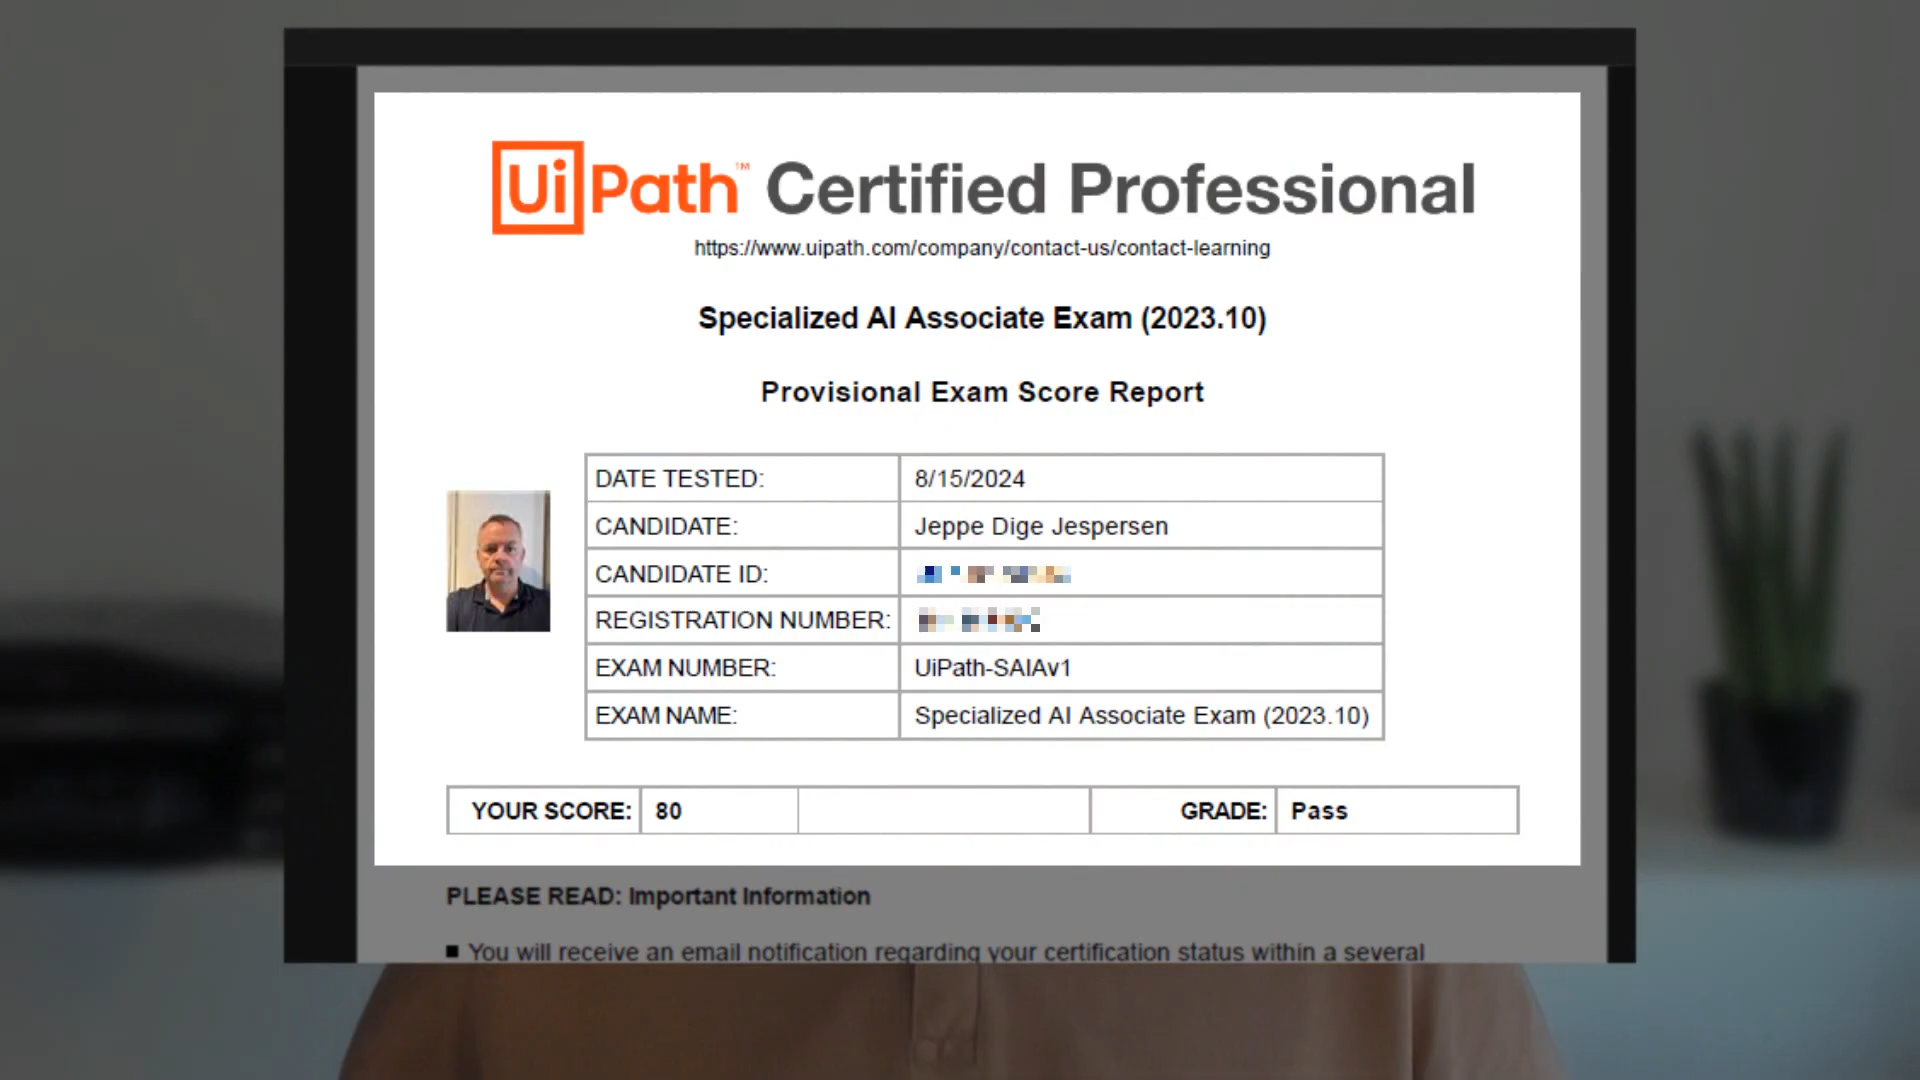 UiPath™ Certified Professional
https://www.uipath.com/company/contact-us/contact-learning
Specialized AI Associate Exam (2023.10)
Provisional Exam Score Report
DATE TESTED: 8/15/2024
CANDIDATE: Jeppe Dige Jespersen
CANDIDATE ID:
REGISTRATION NUMBER:
EXAM NUMBER: UiPath-SAIAv1
EXAM NAME: Specialized AI Associate Exam (2023.10)
YOUR SCORE: 80 GRADE: Pass
PLEASE READ: Important Information
■ You will receive an email notification regarding your certification status within a several